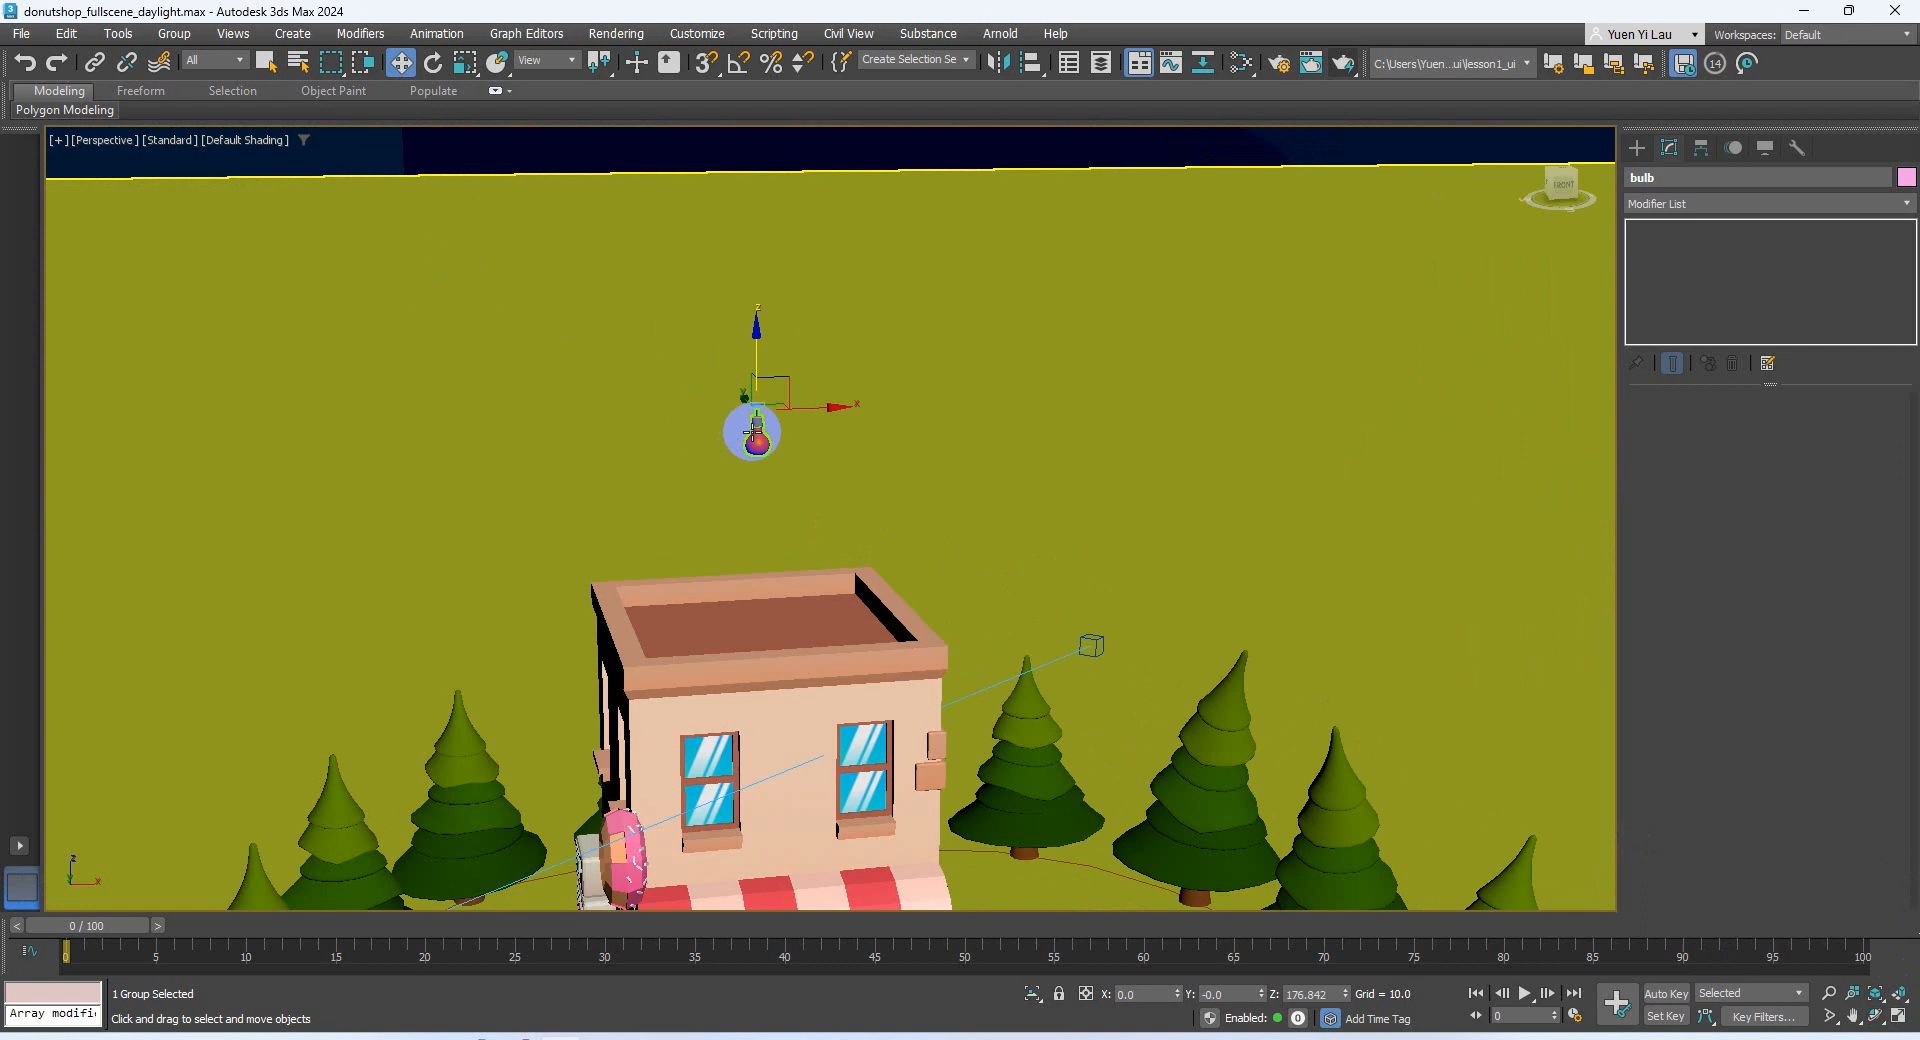 donutshop_fullscene_daylight.max - Autodesk 3ds Max 2024
File Edit Tools Group Views Create Modifiers Animation Graph Editors Rendering Customize Scripting Civil View Substance Arnold Help
Yuen Yi Lau Workspaces: Default
All View Create Selection Se C:\Users\Yuen...ui\lesson1_ui 14
Modeling Freeform Selection Object Paint Populate
Polygon Modeling
[+] [Perspective] [Standard] [Default Shading]
FRONT
bulb
Modifier List
z
y
x
z
x
< 0 / 100 >
0 5 10 15 20 25 30 35 40 45 50 55 60 65 70 75 80 85 90 95 100
1 Group Selected X: 0.0 Y: -0.0 Z: 176.842 Grid = 10.0 Auto Key Selected
Array modifi Click and drag to select and move objects Enabled: 0 Add Time Tag 0 Set Key Key Filters...